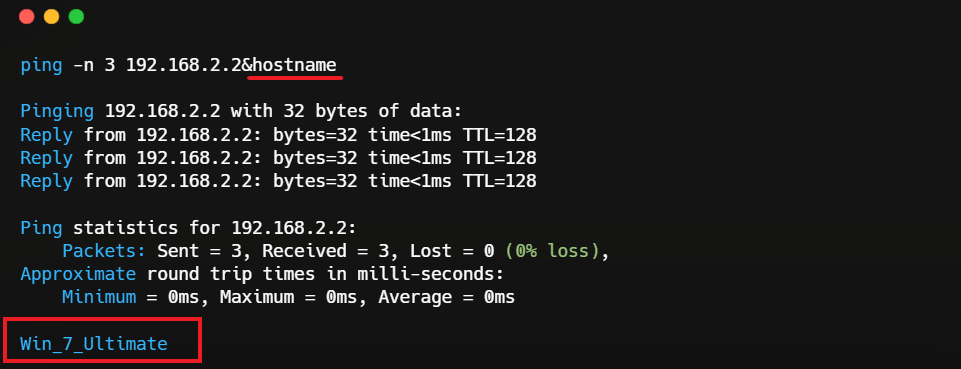 ping -n 3 192.168.2.2&hostname
Pinging 192.168.2.2 with 32 bytes of data:
Reply from 192.168.2.2: bytes=32 time<1ms TTL=128
Reply from 192.168.2.2: bytes=32 time<1ms TTL=128
Reply from 192.168.2.2: bytes=32 time<1ms TTL=128
Ping statistics for 192.168.2.2:
Packets: Sent = 3, Received = 3, Lost = 0 (0% loss),
Approximate round trip times in milli-seconds:
Minimum = 0ms, Maximum = 0ms, Average = 0ms
Win_7_Ultimate